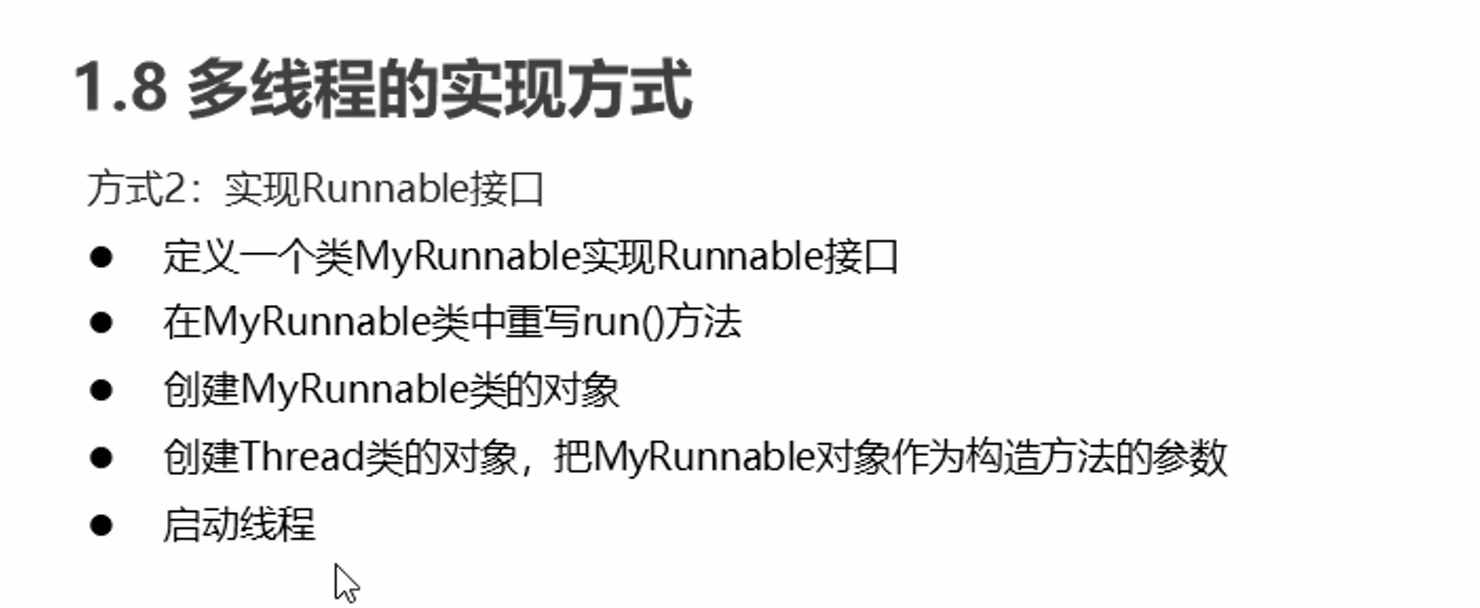 1.8 多线程的实现方式
方式2：实现Runnable接口
● 定义一个类MyRunnable实现Runnable接口
● 在MyRunnable类中重写run()方法
● 创建MyRunnable类的对象
● 创建Thread类的对象，把MyRunnable对象作为构造方法的参数
● 启动线程